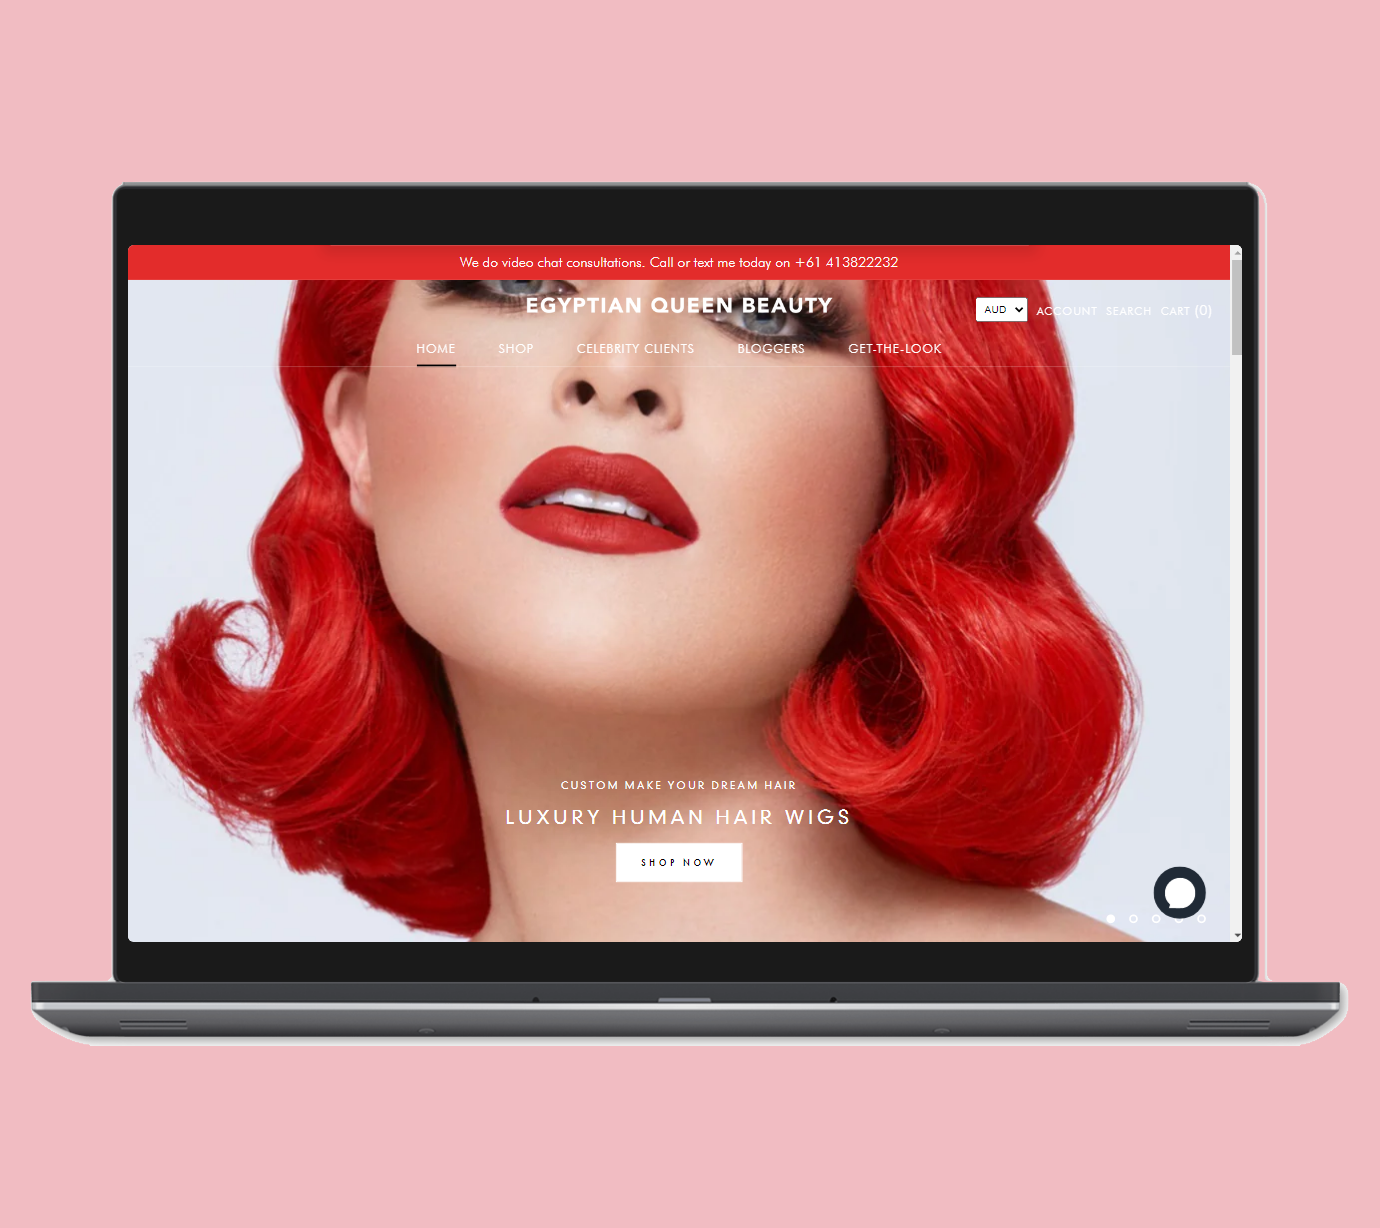 We do video chat consultations. Call or text me today on +61 413822232
EGYPTIAN QUEEN BEAUTY
AUD ACCOUNT SEARCH CART (0)
HOME SHOP CELEBRITY CLIENTS BLOGGERS GET-THE-LOOK
CUSTOM MAKE YOUR DREAM HAIR
LUXURY HUMAN HAIR WIGS
SHOP NOW